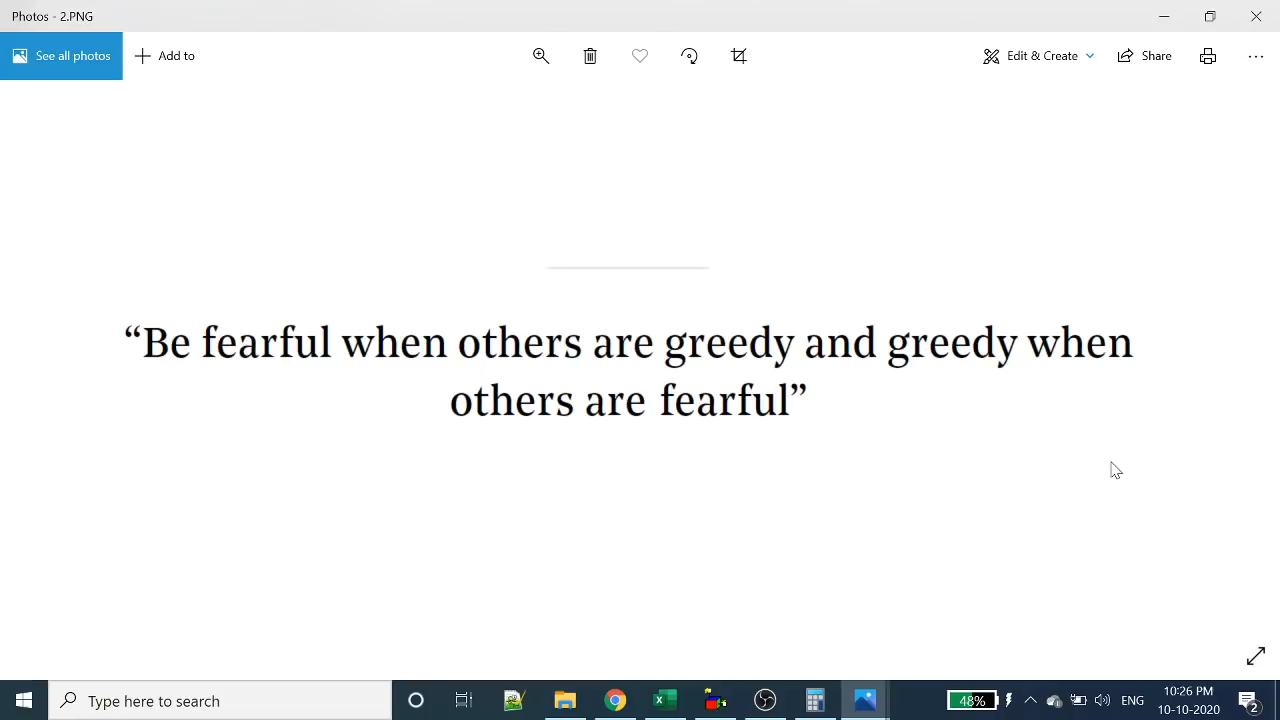 Photos - 2.PNG
See all photos
Add to
Edit & Create
Share
“Be fearful when others are greedy and greedy when
others are fearful”
Type here to search
48%
ENG
10:26 PM
10-10-2020
2